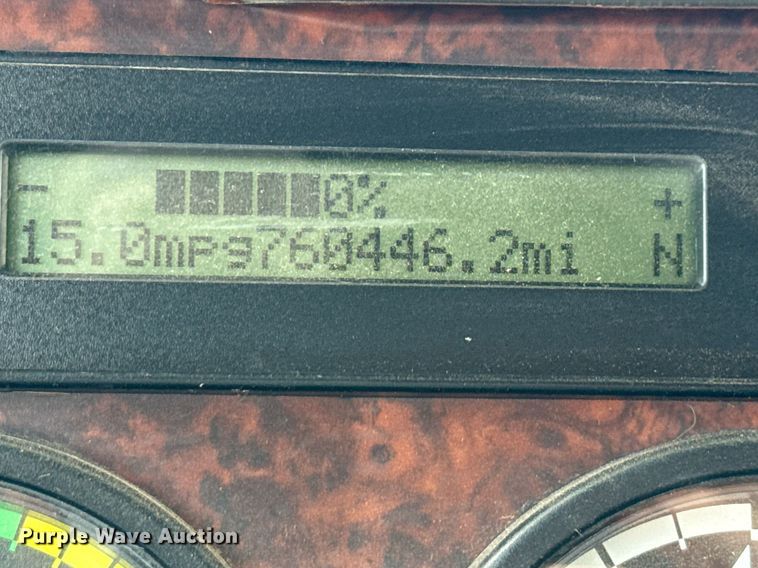 - 0% +
15.0mpg760446.2mi N
Purple Wave Auction